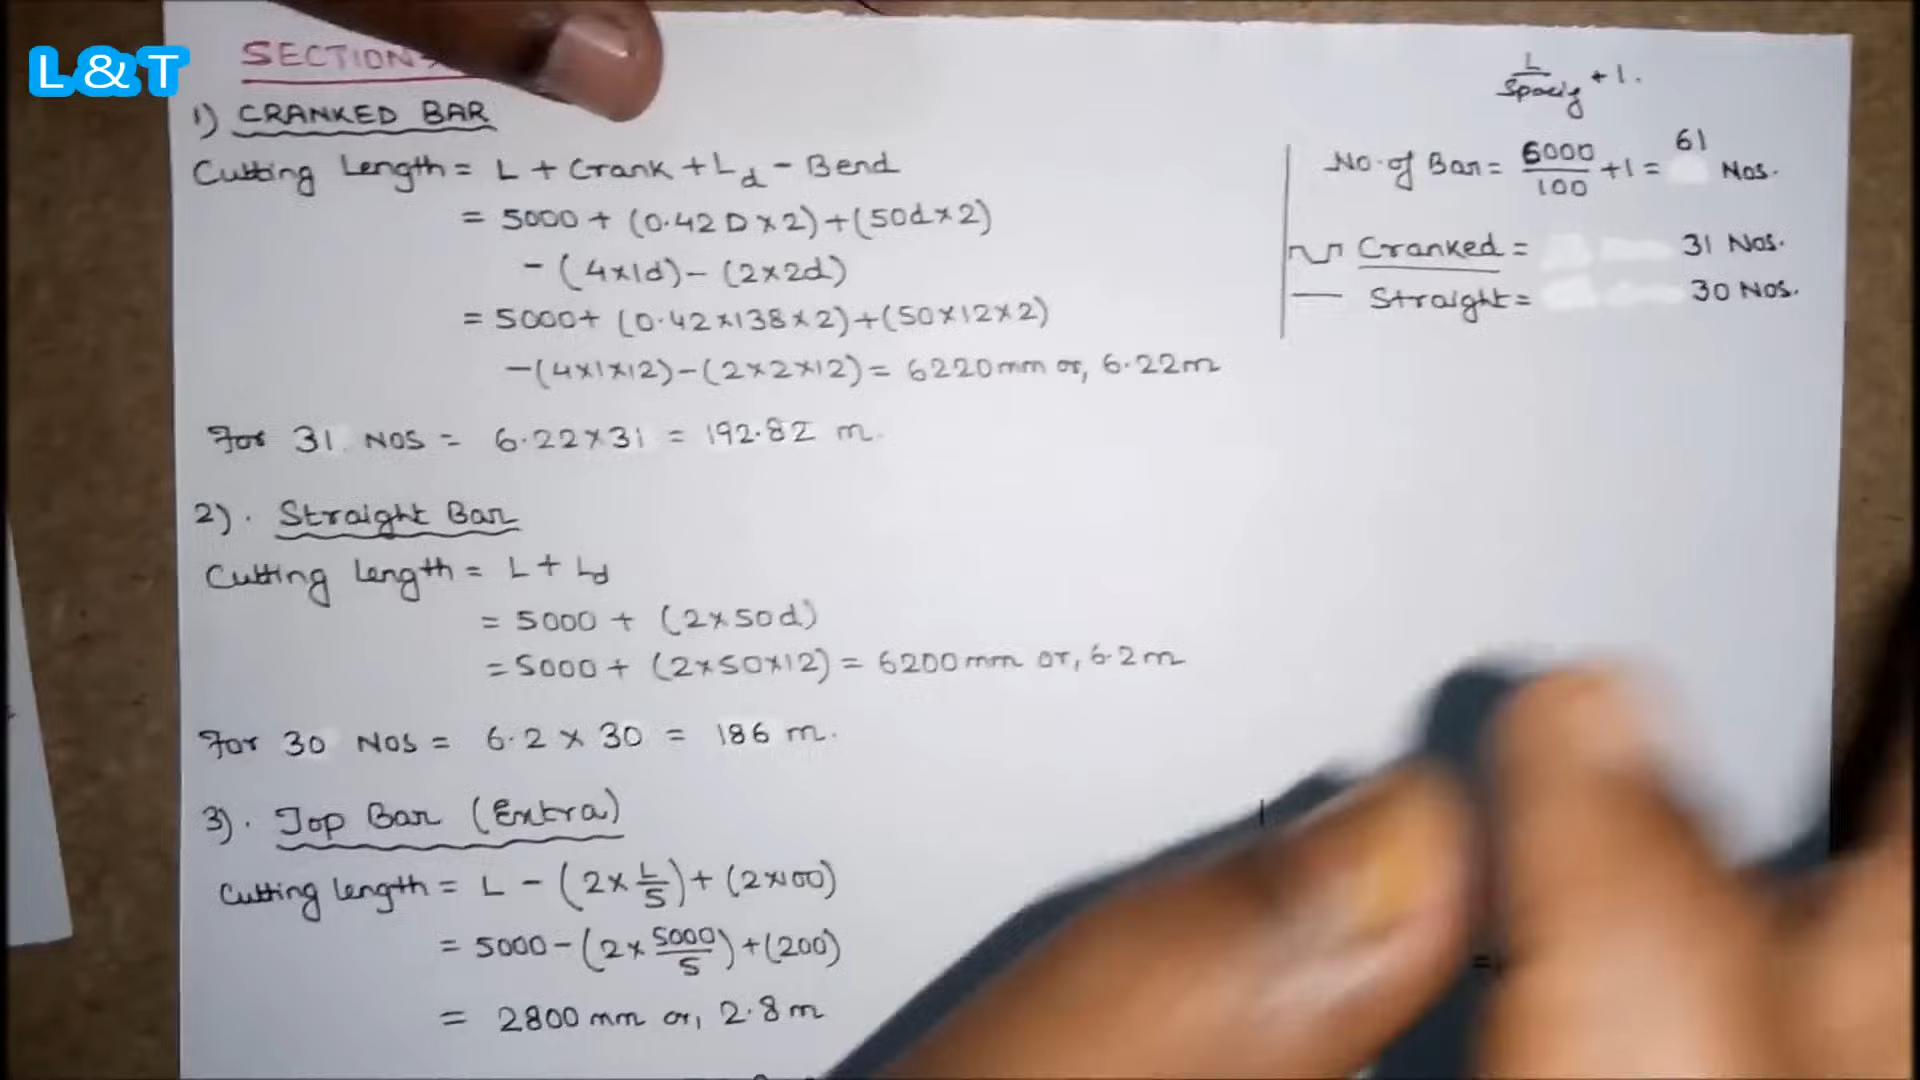 L&T
SECTION
1) CRANKED BAR
Cutting Length = L + Crank + Ld - Bend
= 5000 + (0.42 D × 2) + (50d × 2)
- (4×1d) - (2×2d)
= 5000 + (0.42×138×2) + (50×12×2)
- (4×1×12) - (2×2×12) = 6220mm or, 6.22m
For 31 NOS = 6.22×31 = 192.82 m.
2). Straight Bar
Cutting length = L + Ld
= 5000 + (2×50d)
= 5000 + (2×50×12) = 6200mm or, 6.2m
For 30 NOS = 6.2 × 30 = 186 m.
3). Top Bar (Extra)
Cutting length = L - (2× L/5) + (2×100)
= 5000 - (2× 5000/5) + (200)
= 2800 mm or, 2.8m
L/Spacig + 1.
No. of Bar = 6000/100 + 1 = 61 Nos.
Cranked = 31 Nos.
Straight = 30 Nos.